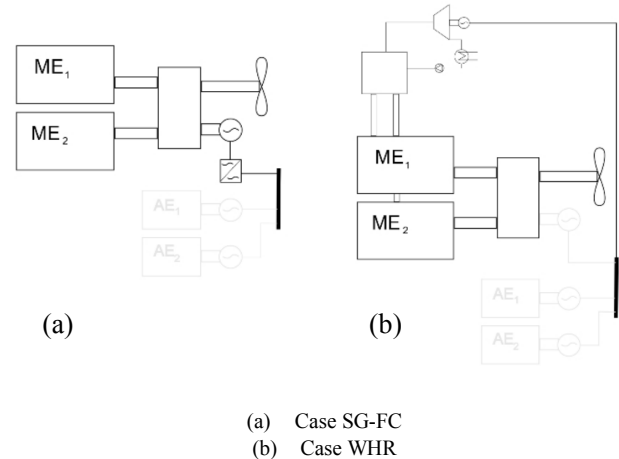 ME1
ME2
AE1
AE2
(a)
ME1
ME2
AE1
AE2
(b)
(a) Case SG-FC
(b) Case WHR